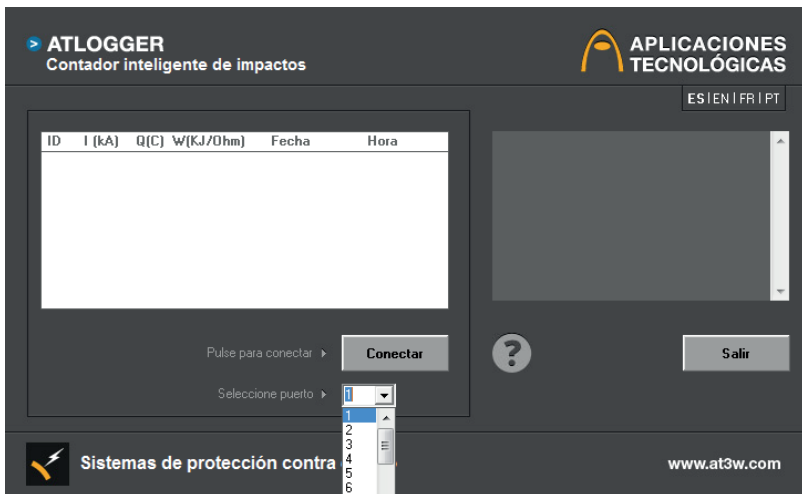 ATLOGGER
Contador inteligente de impactos
APLICACIONES
TECNOLÓGICAS
ES|EN|FR|PT
ID I (kA) Q(C) W(KJ/Ohm) Fecha Hora
Pulse para conectar
Conectar
?
Salir
Seleccione puerto
1
1
2
3
4
5
6
Sistemas de protección contra
www.at3w.com